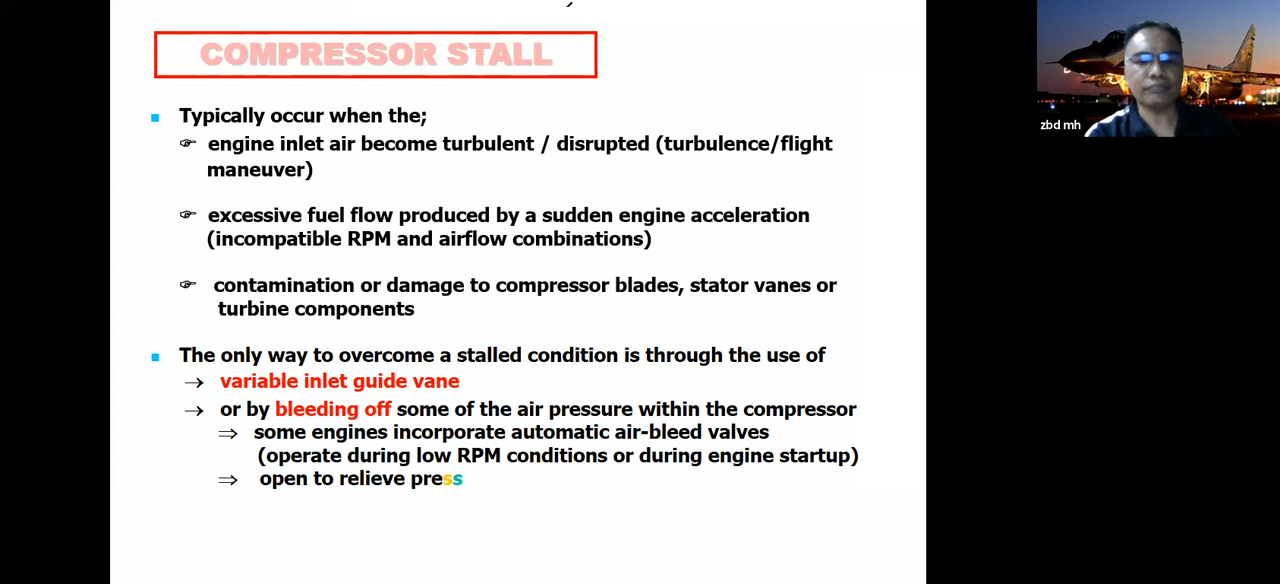 COMPRESSOR STALL
Typically occur when the;
engine inlet air become turbulent / disrupted (turbulence/flight
maneuver)
excessive fuel flow produced by a sudden engine acceleration
(incompatible RPM and airflow combinations)
contamination or damage to compressor blades, stator vanes or
turbine components
The only way to overcome a stalled condition is through the use of
→ variable inlet guide vane
→ or by bleeding off some of the air pressure within the compressor
⇒ some engines incorporate automatic air-bleed valves
(operate during low RPM conditions or during engine startup)
⇒ open to relieve press
zbd mh